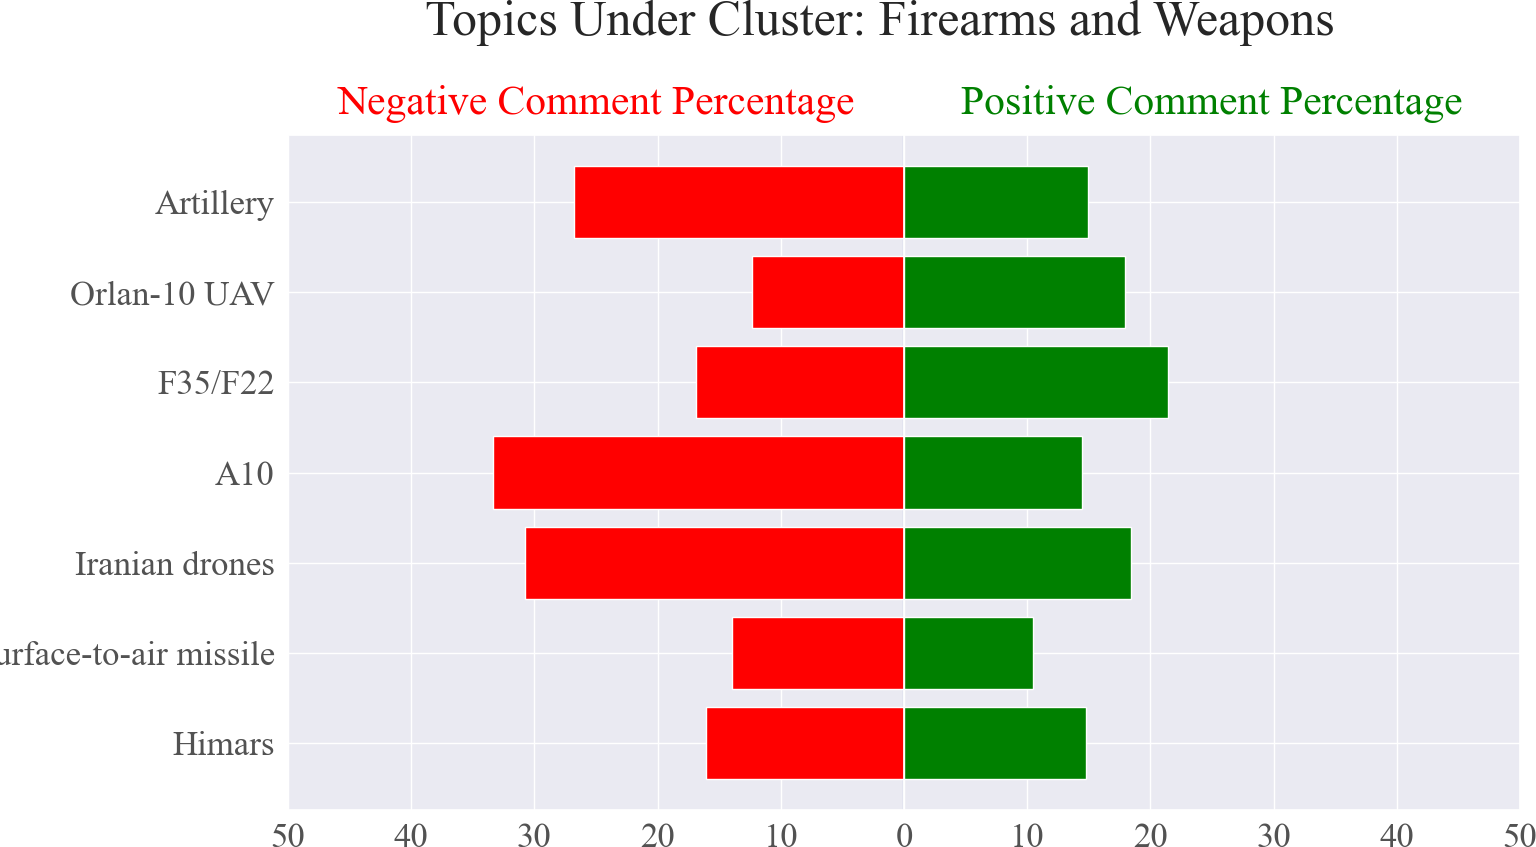 Topics Under Cluster: Firearms and Weapons
Negative Comment Percentage Positive Comment Percentage
Artillery
Orlan-10 UAV
F35/F22
A10
Iranian drones
urface-to-air missile
Himars
50 40 30 20 10 0 10 20 30 40 50